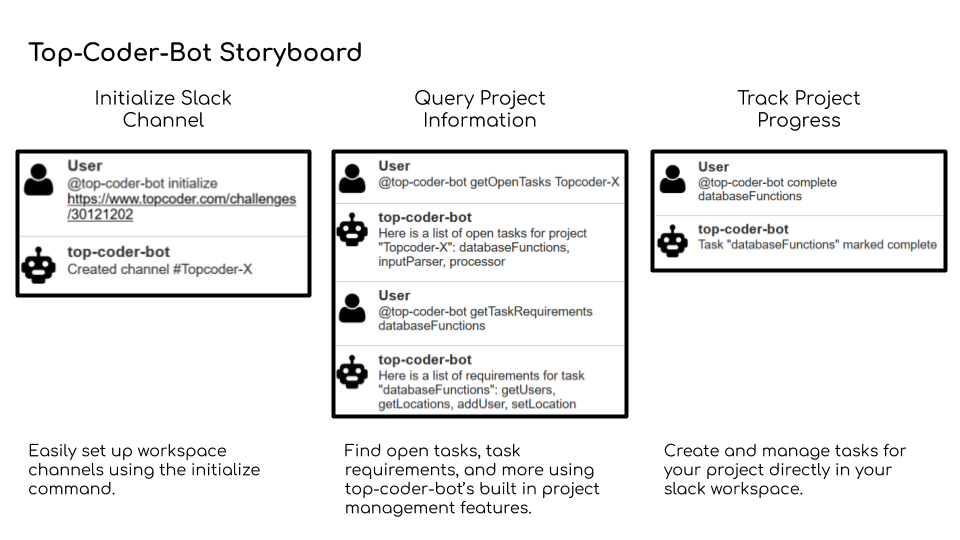 Top-Coder-Bot Storyboard
Initialize Slack
Channel
User
@top-coder-bot initialize
https://www.topcoder.com/challenges
/30121202
top-coder-bot
Created channel #Topcoder-X
Easily set up workspace
channels using the initialize
command.
Query Project
Information
User
@top-coder-bot getOpenTasks Topcoder-X
top-coder-bot
Here is a list of open tasks for project
"Topcoder-X": databaseFunctions,
inputParser, processor
User
@top-coder-bot getTaskRequirements
databaseFunctions
top-coder-bot
Here is a list of requirements for task
"databaseFunctions": getUsers,
getLocations, addUser, setLocation
Find open tasks, task
requirements, and more using
top-coder-bot's built in project
management features.
Track Project
Progress
User
@top-coder-bot complete
databaseFunctions
top-coder-bot
Task "databaseFunctions" marked complete
Create and manage tasks for
your project directly in your
slack workspace.